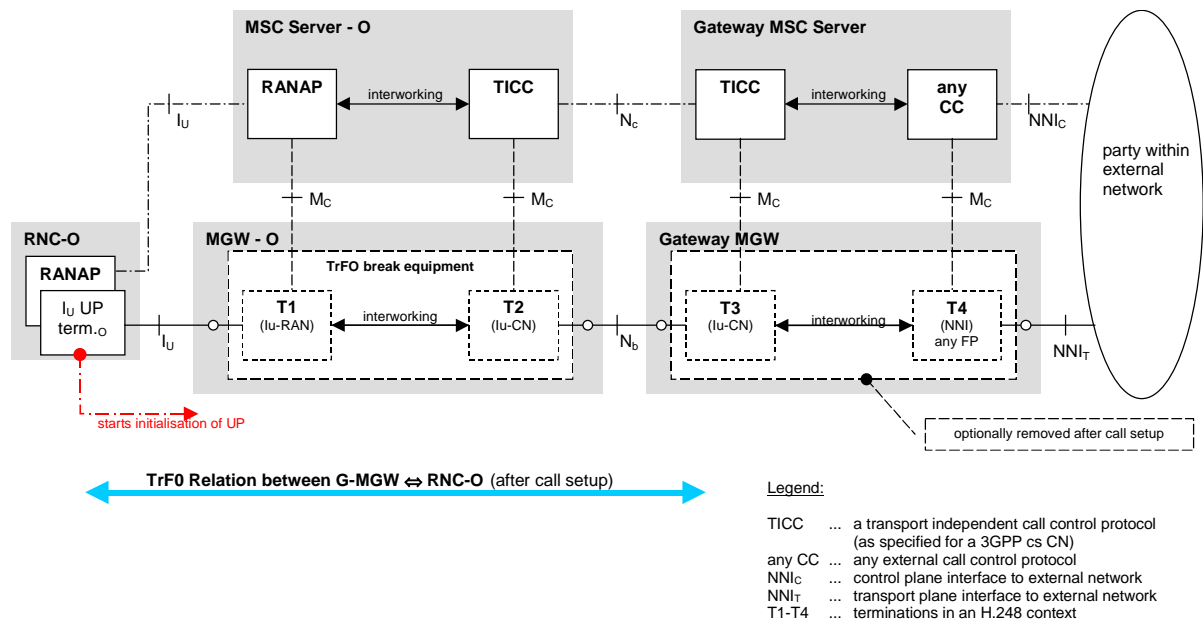 MSC Server - O
Gateway MSC Server
RANAP
interworking
TICC
TICC
interworking
any
CC
IU
Nc
NNIC
party within
external
network
MC
MC
MC
MC
RNC-O
MGW - O
Gateway MGW
RANAP
TrFO break equipment
IU UP
term.O
T1
(Iu-RAN)
interworking
T2
(Iu-CN)
T3
(Iu-CN)
interworking
T4
(NNI)
any FP
IU
Nb
NNIT
starts initialisation of UP
optionally removed after call setup
TrF0 Relation between G-MGW ⇔ RNC-O (after call setup)
Legend:
TICC ... a transport independent call control protocol
(as specified for a 3GPP cs CN)
any CC ... any external call control protocol
NNIC ... control plane interface to external network
NNIT ... transport plane interface to external network
T1-T4 ... terminations in an H.248 context